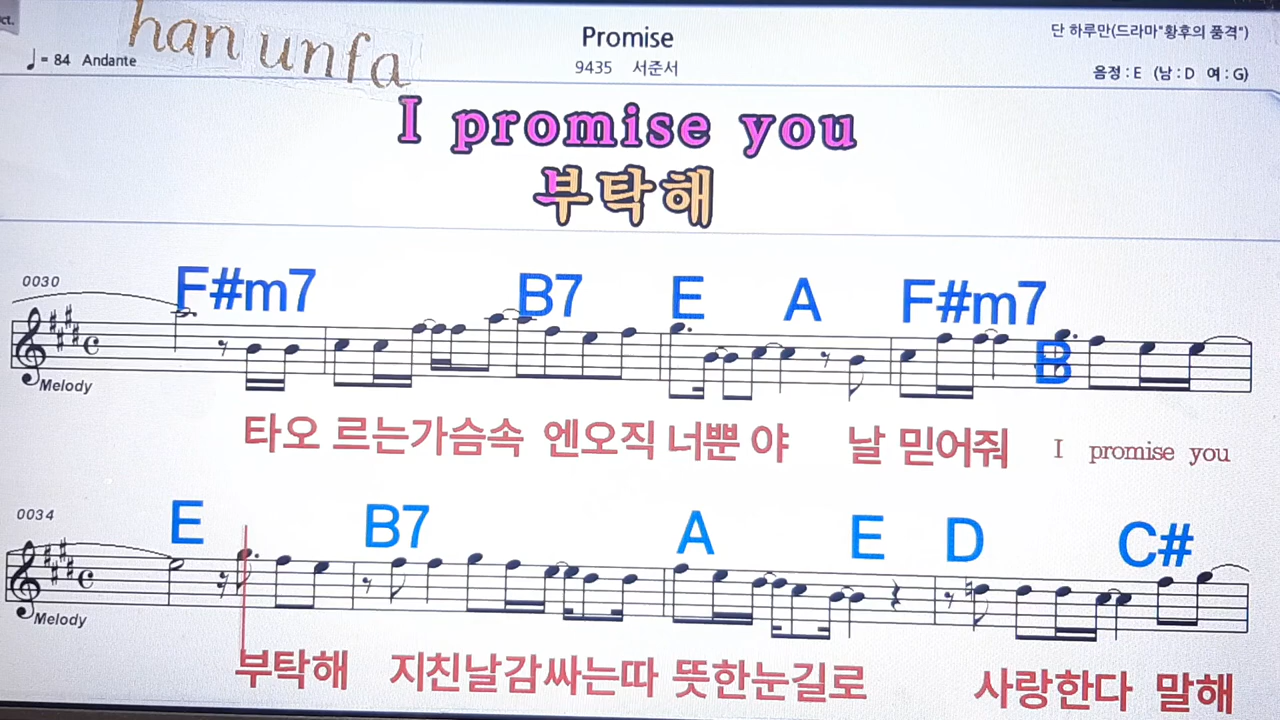 ct.
han unfa
♩= 84 Andante
Promise
9435 서준서
단 하루만(드라마"황후의 품격")
음정 : E (남 : D 여 : G)
I promise you
부탁해
0030
F#m7 B7 E A F#m7 B
Melody
타오 르는가슴속 엔오직 너뿐 야 날 믿어줘 I promise you
0034
E B7 A E D C#
Melody
부탁해 지친날감싸는따 뜻한눈길로 사랑한다 말해